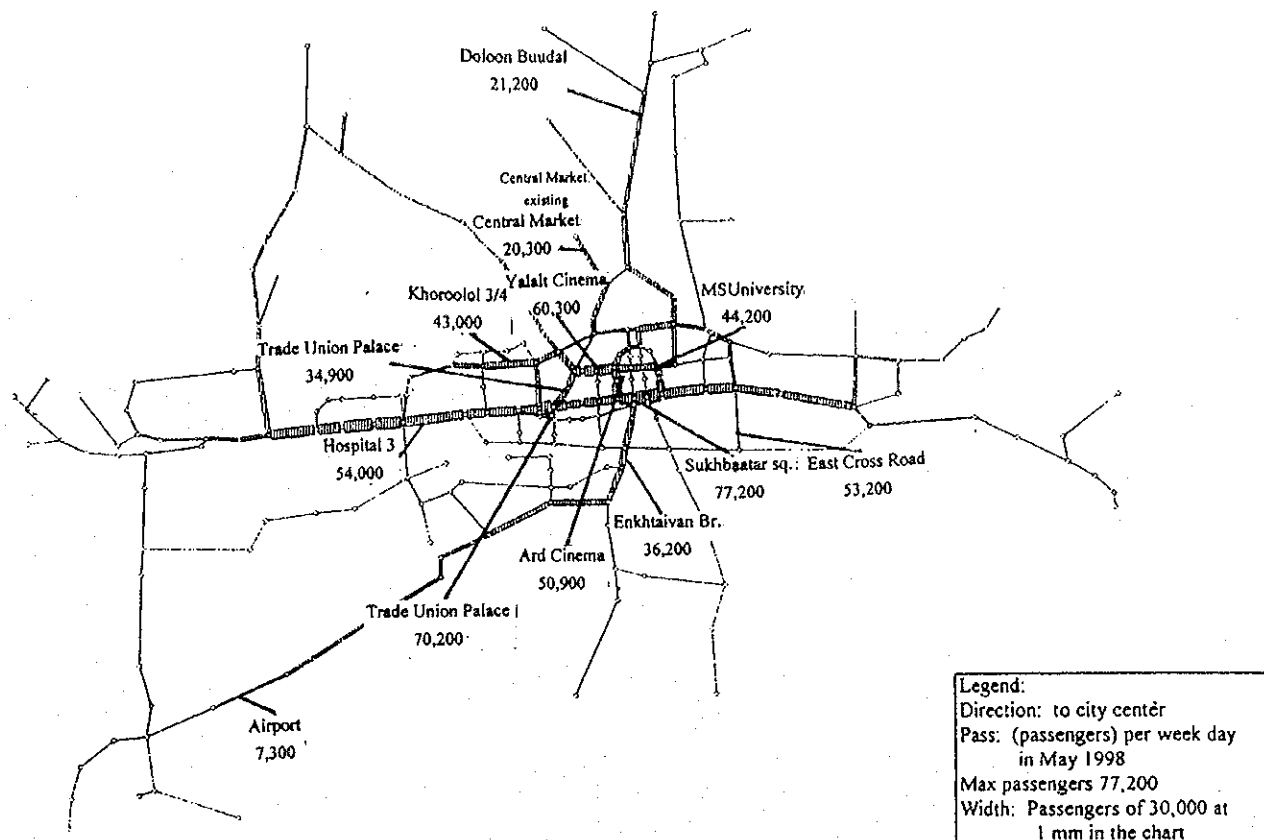 Doloon Buudal
21,200
Central Market
existing
Central Market
20,300
Yalalt Cinema
60,300
Khoroolol 3/4
43,000
MSUniversity
44,200
Trade Union Palace
34,900
Hospital 3
54,000
Sukhbaatar sq.: East Cross Road
77,200 53,200
Enkhtaivan Br.
36,200
Ard Cinema
50,900
Trade Union Palace
70,200
Airport
7,300
Legend:
Direction: to city center
Pass: (passengers) per week day
in May 1998
Max passengers 77,200
Width: Passengers of 30,000 at
1 mm in the chart